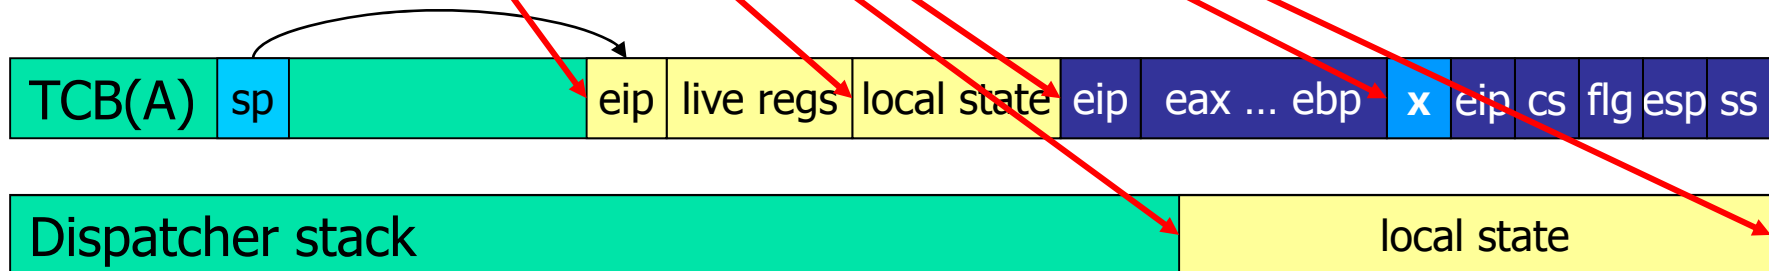 TCB(A) sp eip live regs local state eip eax ... ebp x eip cs flg esp ss
Dispatcher stack local state